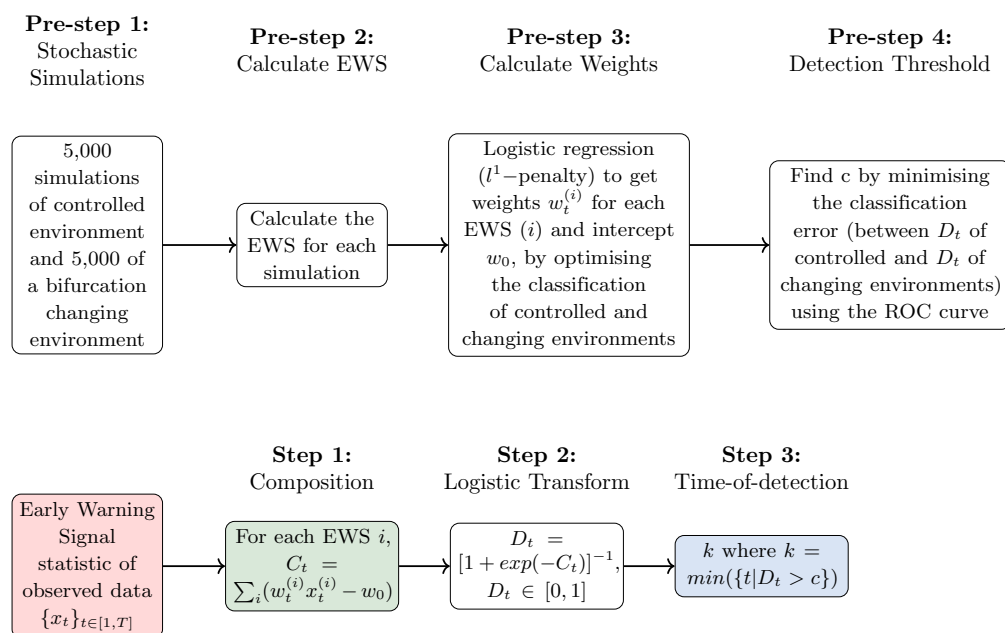 Pre-step 1:
Stochastic
Simulations
Pre-step 2:
Calculate EWS
Pre-step 3:
Calculate Weights
Pre-step 4:
Detection Threshold
5,000
simulations
of controlled
environment
and 5,000 of
a bifurcation
changing
environment
Calculate the
EWS for each
simulation
Logistic regression
(l¹−penalty) to get
weights w_t^{(i)} for each
EWS (i) and intercept
w₀, by optimising
the classification
of controlled and
changing environments
Find c by minimising
the classification
error (between D_t of
controlled and D_t of
changing environments)
using the ROC curve
Step 1:
Composition
Step 2:
Logistic Transform
Step 3:
Time-of-detection
Early Warning
Signal
statistic of
observed data
{x_t}_{t∈[1,T]}
For each EWS i,
C_t =
∑_i(w_t^{(i)} x_t^{(i)} − w₀)
D_t =
[1 + exp(−C_t)]^{−1},
D_t ∈ [0, 1]
k where k =
min({t|D_t > c})